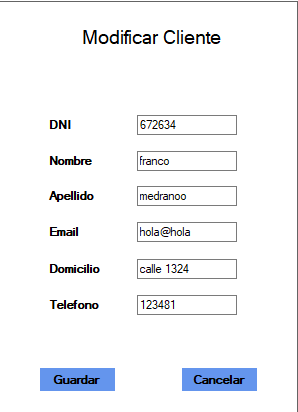 Modificar Cliente
DNI 672634
Nombre franco
Apellido medranoo
Email hola@hola
Domicilio calle 1324
Telefono 123481
Guardar Cancelar